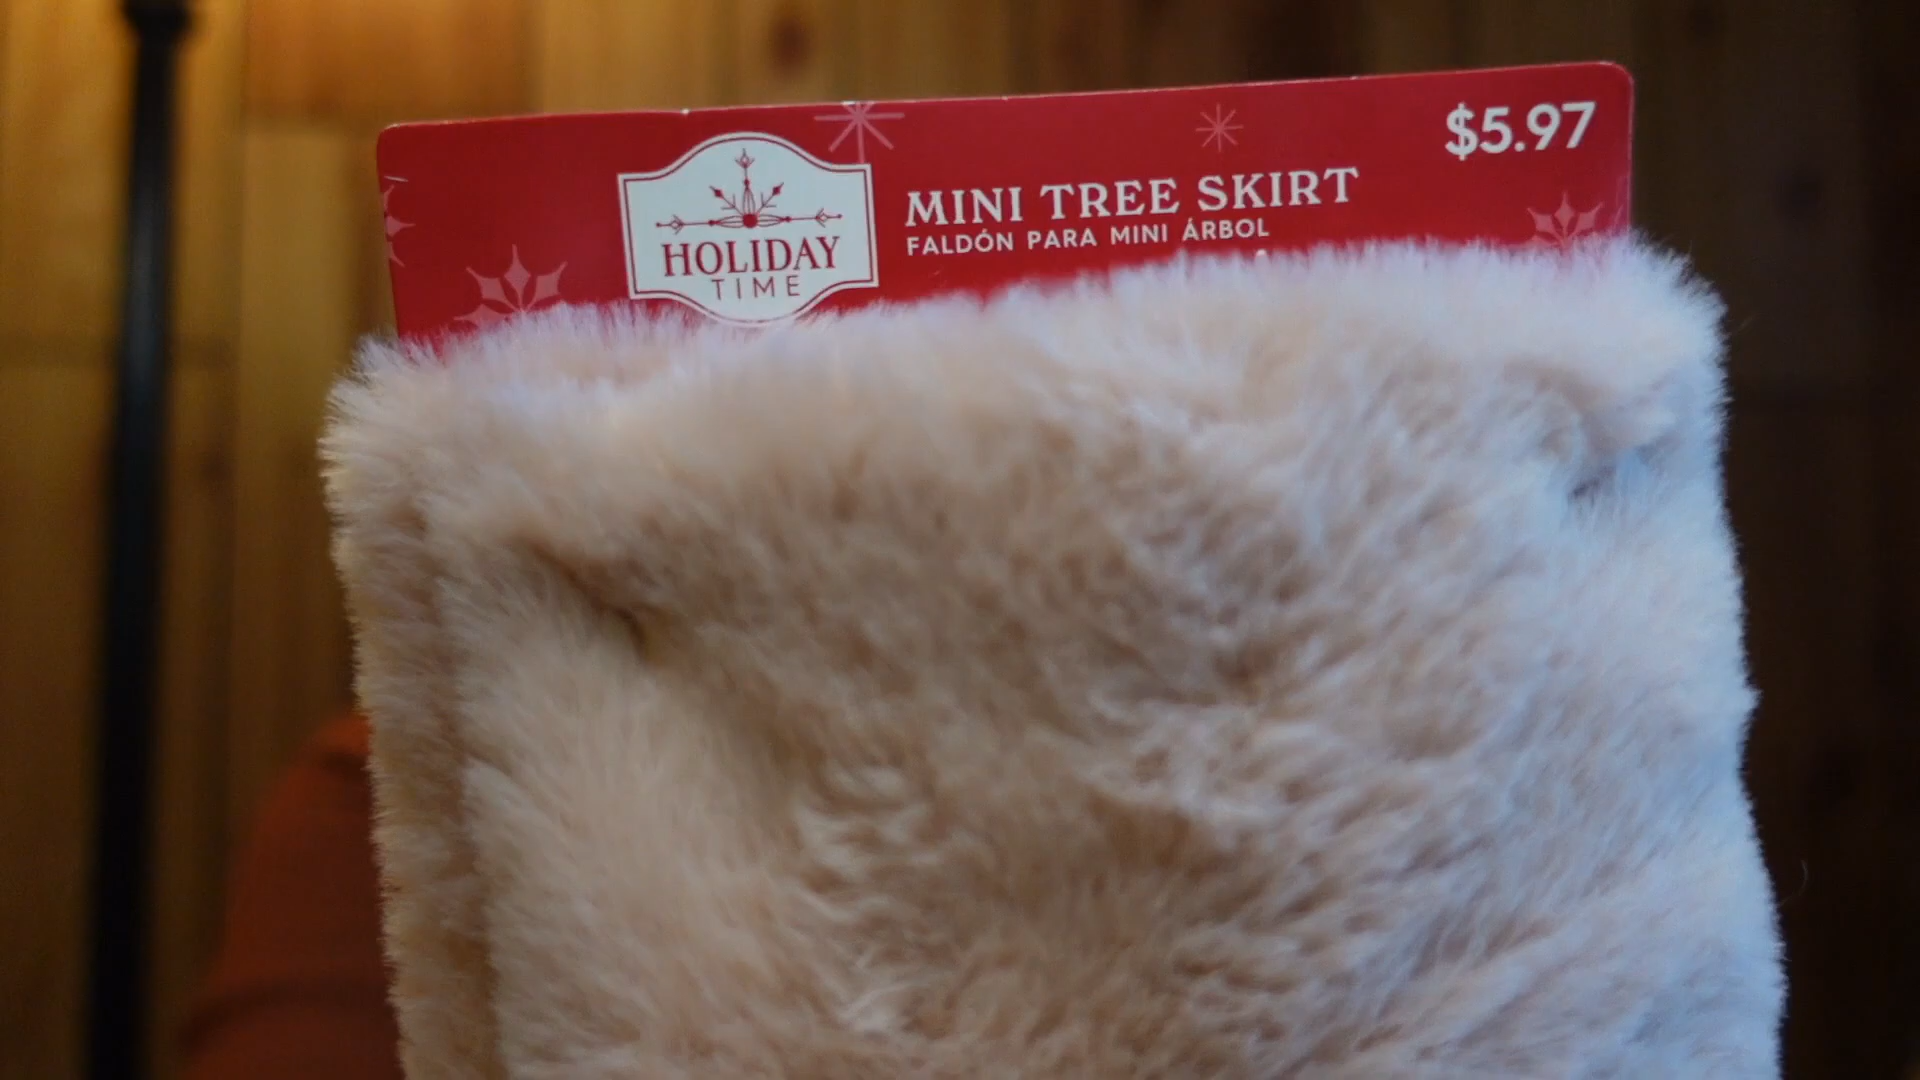 HOLIDAY
TIME
MINI TREE SKIRT
FALDÓN PARA MINI ÁRBOL
$5.97